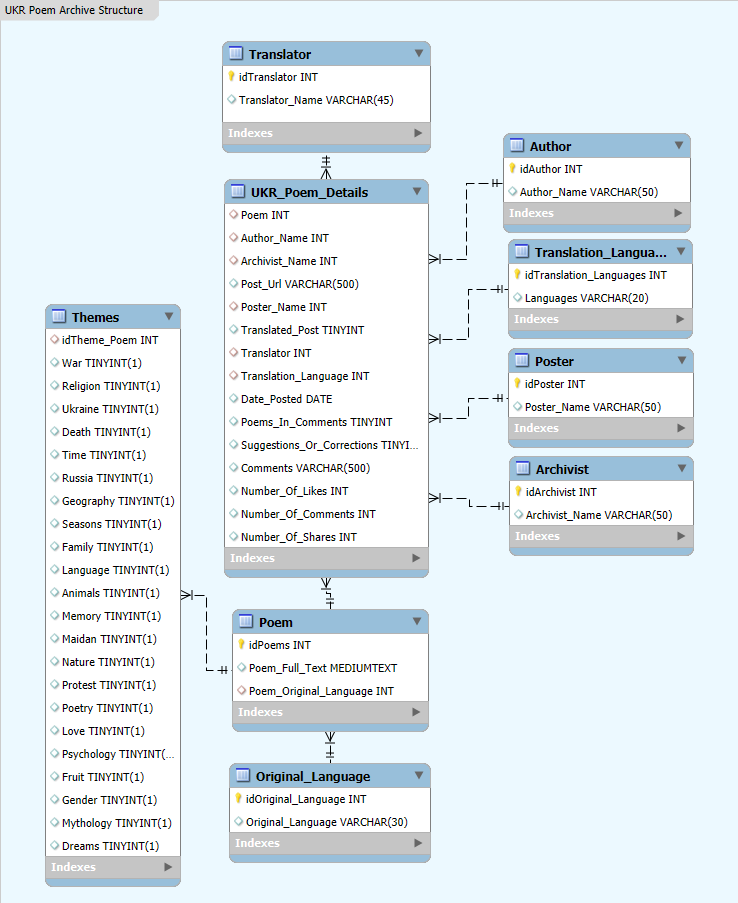 UKR Poem Archive Structure
Translator
idTranslator INT
Translator_Name VARCHAR(45)
Indexes
Author
idAuthor INT
Author_Name VARCHAR(50)
Indexes
UKR_Poem_Details
Poem INT
Author_Name INT
Archivist_Name INT
Post_Url VARCHAR(500)
Poster_Name INT
Translated_Post TINYINT
Translator INT
Translation_Language INT
Date_Posted DATE
Poems_In_Comments TINYINT
Suggestions_Or_Corrections TINYI...
Comments VARCHAR(500)
Number_Of_Likes INT
Number_Of_Comments INT
Number_Of_Shares INT
Indexes
Translation_Langua...
idTranslation_Languages INT
Languages VARCHAR(20)
Indexes
Poster
idPoster INT
Poster_Name VARCHAR(50)
Indexes
Archivist
idArchivist INT
Archivist_Name VARCHAR(50)
Indexes
Themes
idTheme_Poem INT
War TINYINT(1)
Religion TINYINT(1)
Ukraine TINYINT(1)
Death TINYINT(1)
Time TINYINT(1)
Russia TINYINT(1)
Geography TINYINT(1)
Seasons TINYINT(1)
Family TINYINT(1)
Language TINYINT(1)
Animals TINYINT(1)
Memory TINYINT(1)
Maidan TINYINT(1)
Nature TINYINT(1)
Protest TINYINT(1)
Poetry TINYINT(1)
Love TINYINT(1)
Psychology TINYINT(...
Fruit TINYINT(1)
Gender TINYINT(1)
Mythology TINYINT(1)
Dreams TINYINT(1)
Indexes
Poem
idPoems INT
Poem_Full_Text MEDIUMTEXT
Poem_Original_Language INT
Indexes
Original_Language
idOriginal_Language INT
Original_Language VARCHAR(30)
Indexes